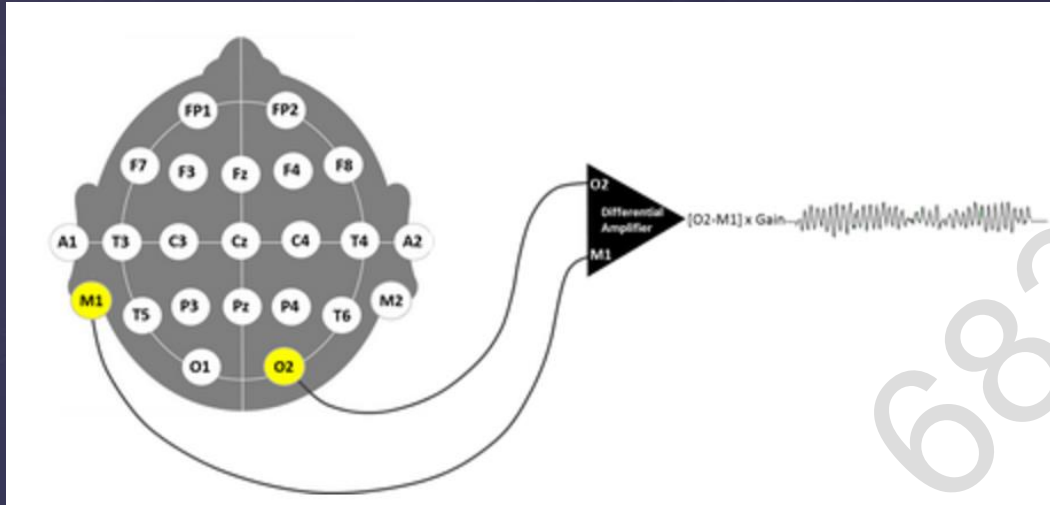 FP1 FP2
F7 F3 Fz F4 F8
A1 T3 C3 Cz C4 T4 A2
M1 T5 P3 Pz P4 T6 M2
O1 O2
O2
Differential
Amplifier
M1
[O2-M1] x Gain
68